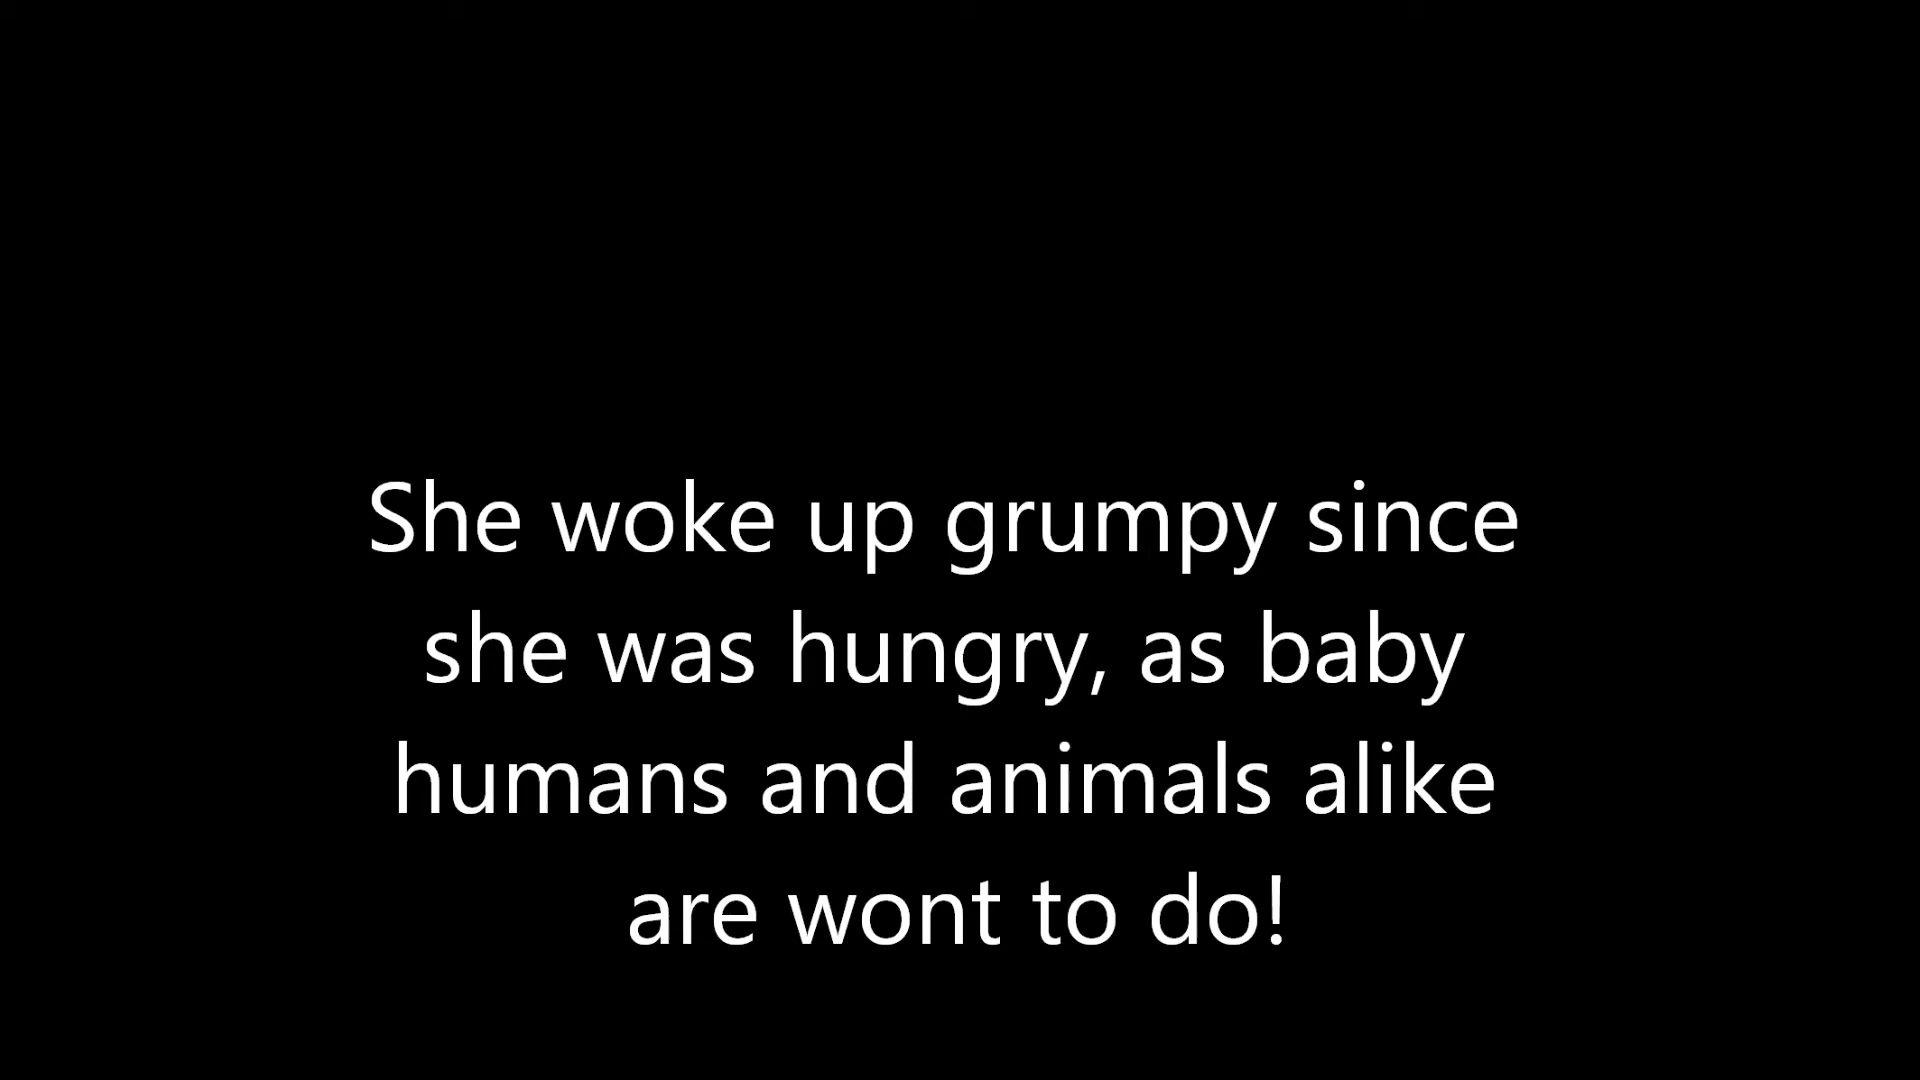 She woke up grumpy since
she was hungry, as baby
humans and animals alike
are wont to do!